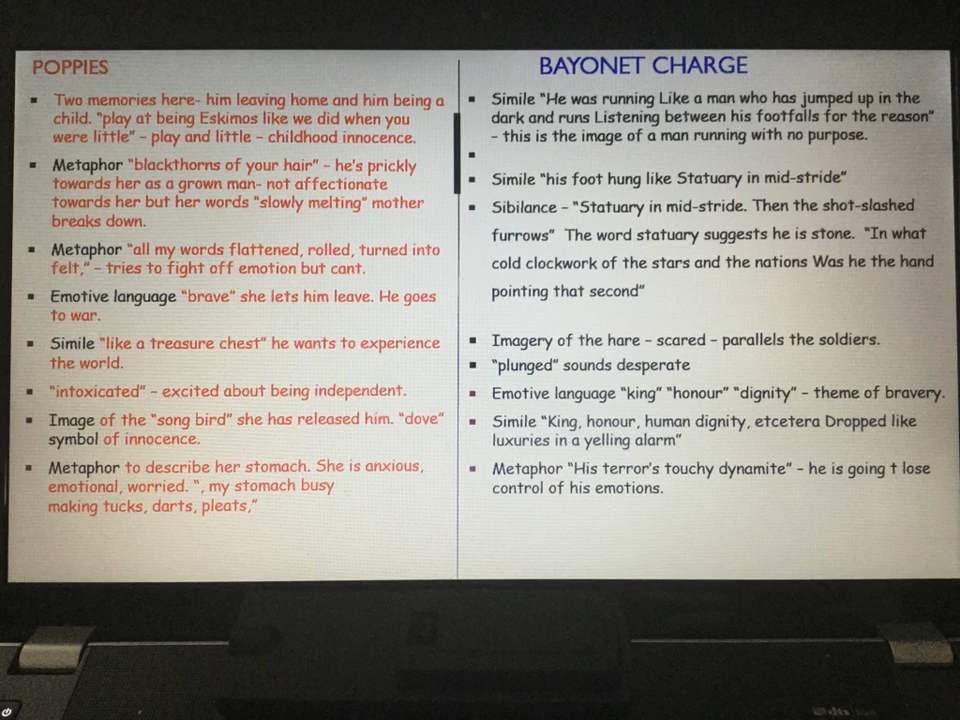 POPPIES
▪ Two memories here- him leaving home and him being a
child. "play at being Eskimos like we did when you
were little" – play and little – childhood innocence.
▪ Metaphor "blackthorns of your hair" – he's prickly
towards her as a grown man- not affectionate
towards her but her words "slowly melting" mother
breaks down.
▪ Metaphor "all my words flattened, rolled, turned into
felt," – tries to fight off emotion but cant.
▪ Emotive language "brave" she lets him leave. He goes
to war.
▪ Simile "like a treasure chest" he wants to experience
the world.
▪ "intoxicated" – excited about being independent.
▪ Image of the "song bird" she has released him. "dove"
symbol of innocence.
▪ Metaphor to describe her stomach. She is anxious,
emotional, worried. ", my stomach busy
making tucks, darts, pleats,"
BAYONET CHARGE
▪ Simile "He was running Like a man who has jumped up in the
dark and runs Listening between his footfalls for the reason"
– this is the image of a man running with no purpose.
▪
▪ Simile "his foot hung like Statuary in mid-stride"
▪ Sibilance – "Statuary in mid-stride. Then the shot-slashed
furrows" The word statuary suggests he is stone. "In what
cold clockwork of the stars and the nations Was he the hand
pointing that second"
▪ Imagery of the hare – scared – parallels the soldiers.
▪ "plunged" sounds desperate
▪ Emotive language "king" "honour" "dignity" – theme of bravery.
▪ Simile "King, honour, human dignity, etcetera Dropped like
luxuries in a yelling alarm"
▪ Metaphor "His terror's touchy dynamite" – he is going t lose
control of his emotions.